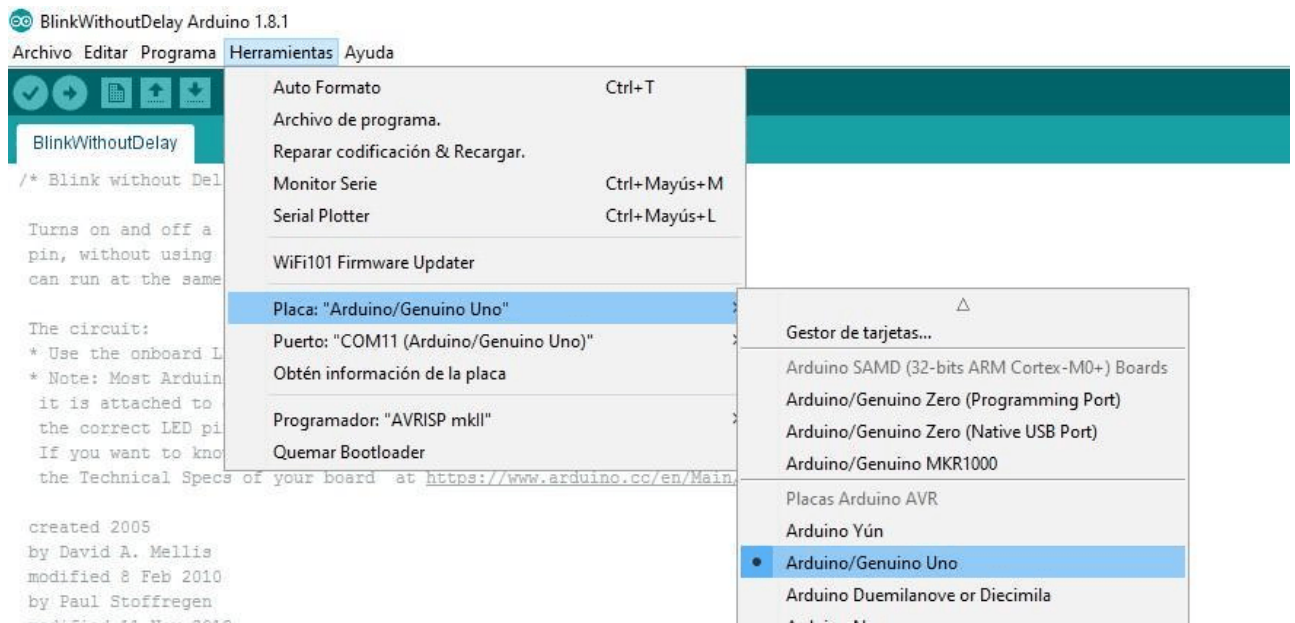 BlinkWithoutDelay Arduino 1.8.1
Archivo Editar Programa Herramientas Ayuda
BlinkWithoutDelay
/* Blink without Del
Turns on and off a
pin, without using
can run at the same
The circuit:
* Use the onboard L
* Note: Most Arduin
it is attached to
the correct LED pi
If you want to kno
the Technical Specs of your board at https://www.arduino.cc/en/Main/
created 2005
by David A. Mellis
modified 8 Feb 2010
by Paul Stoffregen
Auto Formato Ctrl+T
Archivo de programa.
Reparar codificación & Recargar.
Monitor Serie Ctrl+Mayús+M
Serial Plotter Ctrl+Mayús+L
WiFi101 Firmware Updater
Placa: "Arduino/Genuino Uno"
Puerto: "COM11 (Arduino/Genuino Uno)"
Obtén información de la placa
Programador: "AVRISP mkII"
Quemar Bootloader
Gestor de tarjetas...
Arduino SAMD (32-bits ARM Cortex-M0+) Boards
Arduino/Genuino Zero (Programming Port)
Arduino/Genuino Zero (Native USB Port)
Arduino/Genuino MKR1000
Placas Arduino AVR
Arduino Yún
Arduino/Genuino Uno
Arduino Duemilanove or Diecimila